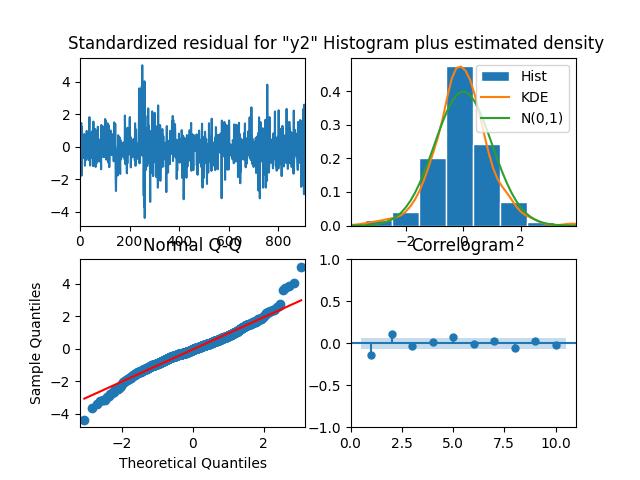 Standardized residual for "y2"
Histogram plus estimated density
4
2
0
−2
−4
0 200 400 600 800
0.4
0.3
0.2
0.1
0.0
−2 0 2
Hist
KDE
N(0,1)
Normal Q-Q
Correlogram
Sample Quantiles
4
2
0
−2
−4
−2 0 2
Theoretical Quantiles
1.0
0.5
0.0
−0.5
−1.0
0.0 2.5 5.0 7.5 10.0